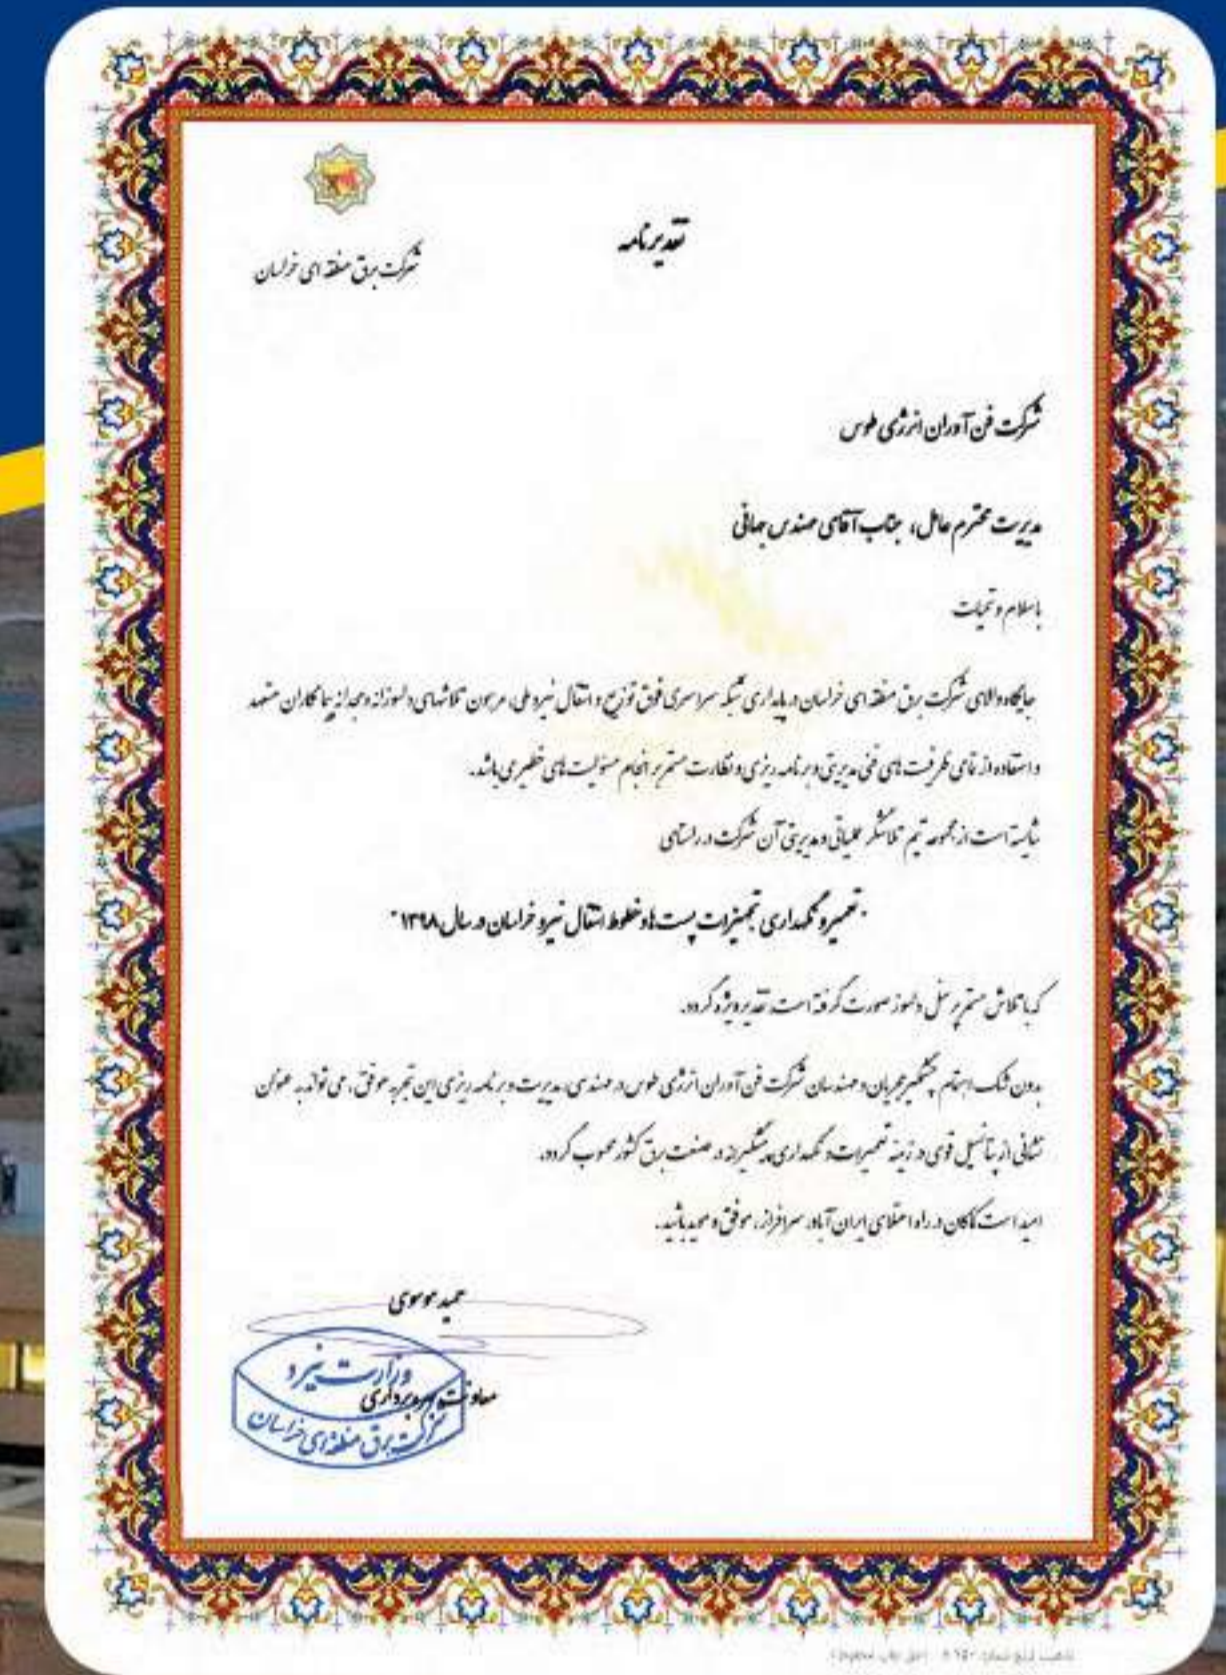 تقدیرنامه
شرکت برق منطقه ای خراسان
شرکت فن آوران انرژی طوس
مدیریت محترم عامل، جناب آقای مهندس جهانی
با سلام و تحیات
جایگاه والای شرکت برق منطقه ای خراسان در پایداری شبکه سراسری فوق توزیع و انتقال نیرو ملی، مرهون تلاشهای دلسوزانه و مجدانه پیمانکاران متعهد
و استفاده از تمامی ظرفیت های فنی مدیریتی و برنامه ریزی و نظارت مستمر بر انجام مسولیت های خطیر می باشد.
شایسته است از مجموعه تیم تلاشگر عملیاتی و مدیریتی آن شرکت در راستای
"تعمیر و نگهداری تجهیزات پست ها و خطوط انتقال نیرو خراسان در سال ۱۳۹۸"
که با تلاش مستمر پرسنل دلسوز صورت گرفته است، تقدیر ویژه گردد.
بدون شک، اهتمام چشمگیر مجریان و مهندسان شرکت فن آوران انرژی طوس در مهندسی، مدیریت و برنامه ریزی این تجربه موفق، می تواند به عنوان
نشانی از پتانسیل قوی در زمینه تعمیرات و نگهداری پیشگیرانه در صنعت برق کشور محسوب گردد.
امید است کماکان در راه اعتلای ایران آباد، سرافراز، موفق و موید باشید.
حمید موسوی
معاونت بهره برداری
وزارت نیرو
شرکت برق منطقه ای خراسان